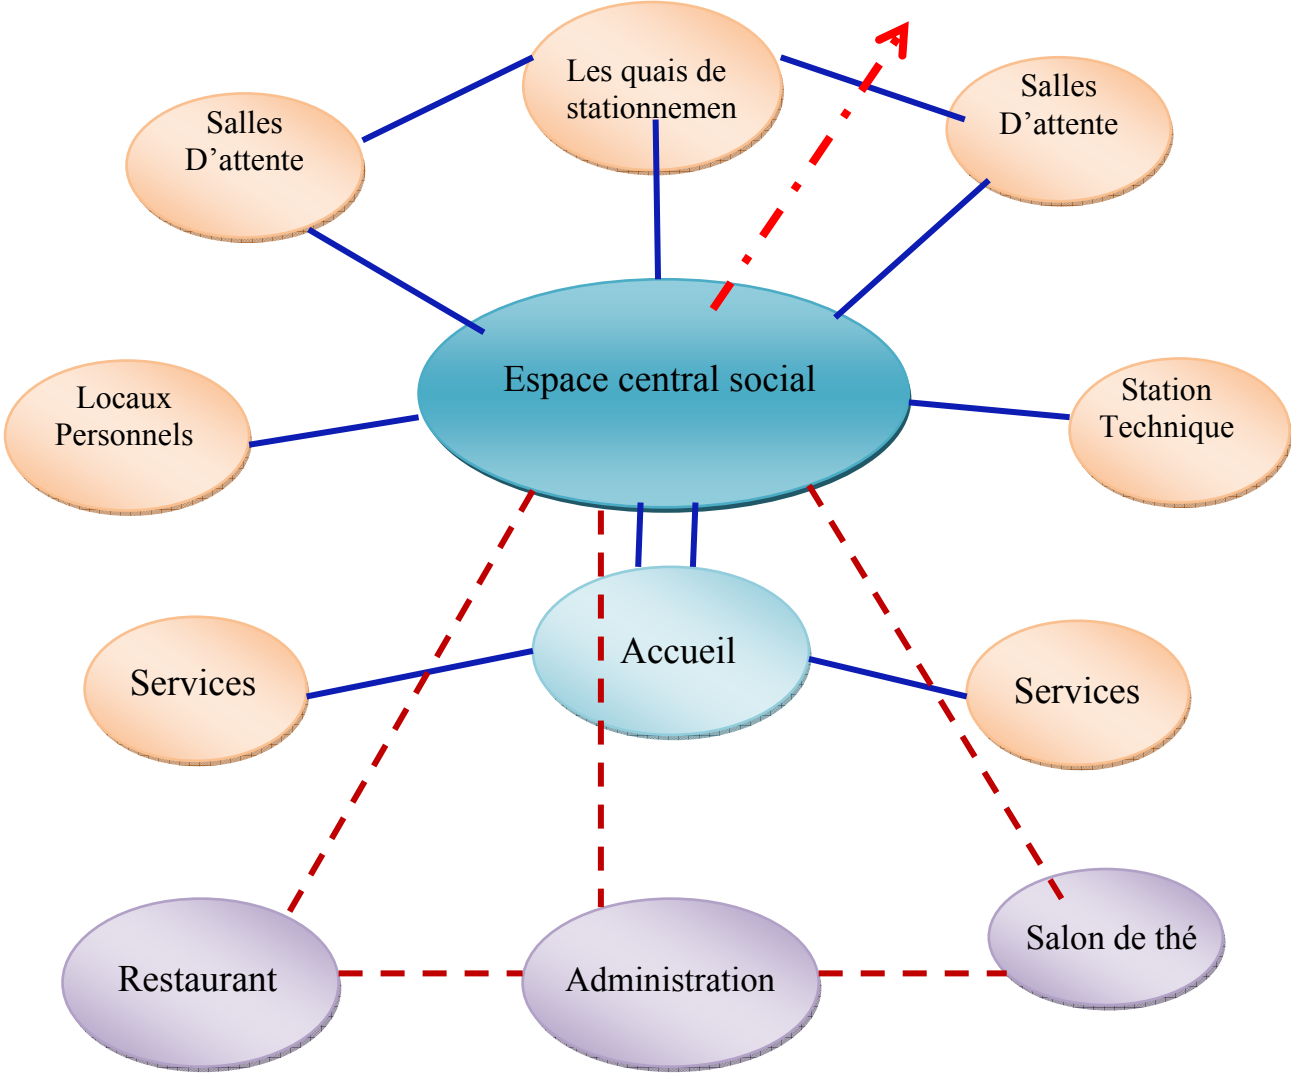 Les quais de
stationnemen
Salles
D’attente
Salles
D’attente
Espace central social
Locaux
Personnels
Station
Technique
Accueil
Services
Services
Restaurant
Administration
Salon de thé